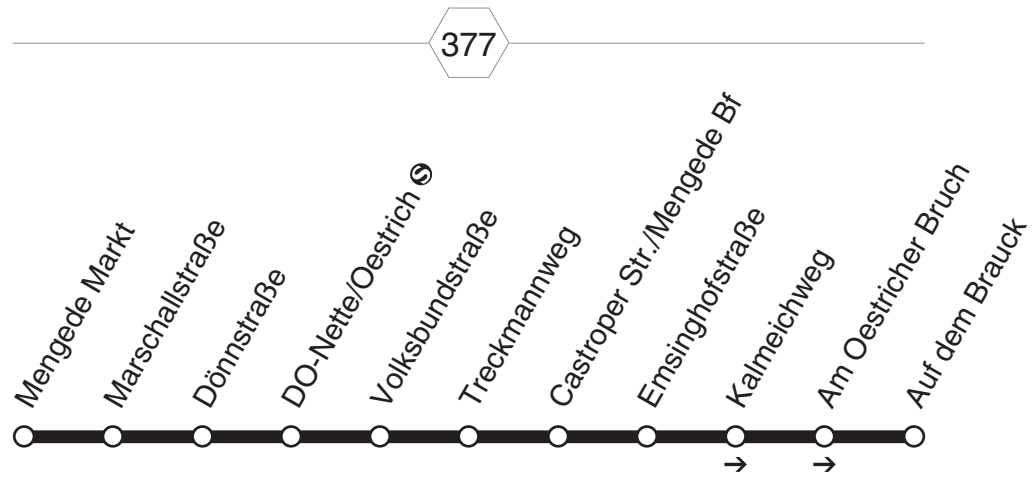 377
Mengede Markt
Marschallstraße
Dönnstraße
DO-Nette/Oestrich Ⓢ
Volksbundstraße
Treckmannweg
Castroper Str./Mengede Bf
Emsinghofstraße
Kalmeichweg
Am Oestricher Bruch
Auf dem Brauck